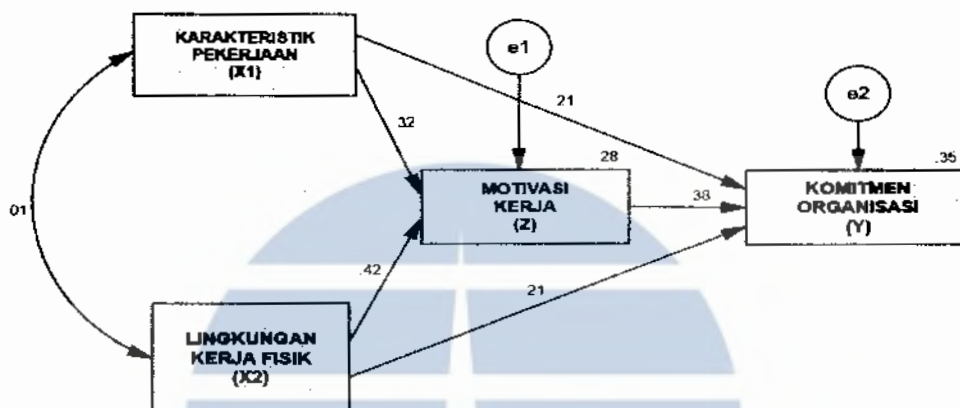 KARAKTERISTIK
PEKERJAAN
(X1)
e1
e2
21
32
.28
.35
MOTIVASI
KERJA
(Z)
.38
KOMITMEN
ORGANISASI
(Y)
01
.42
21
LINGKUNGAN
KERJA FISIK
(X2)